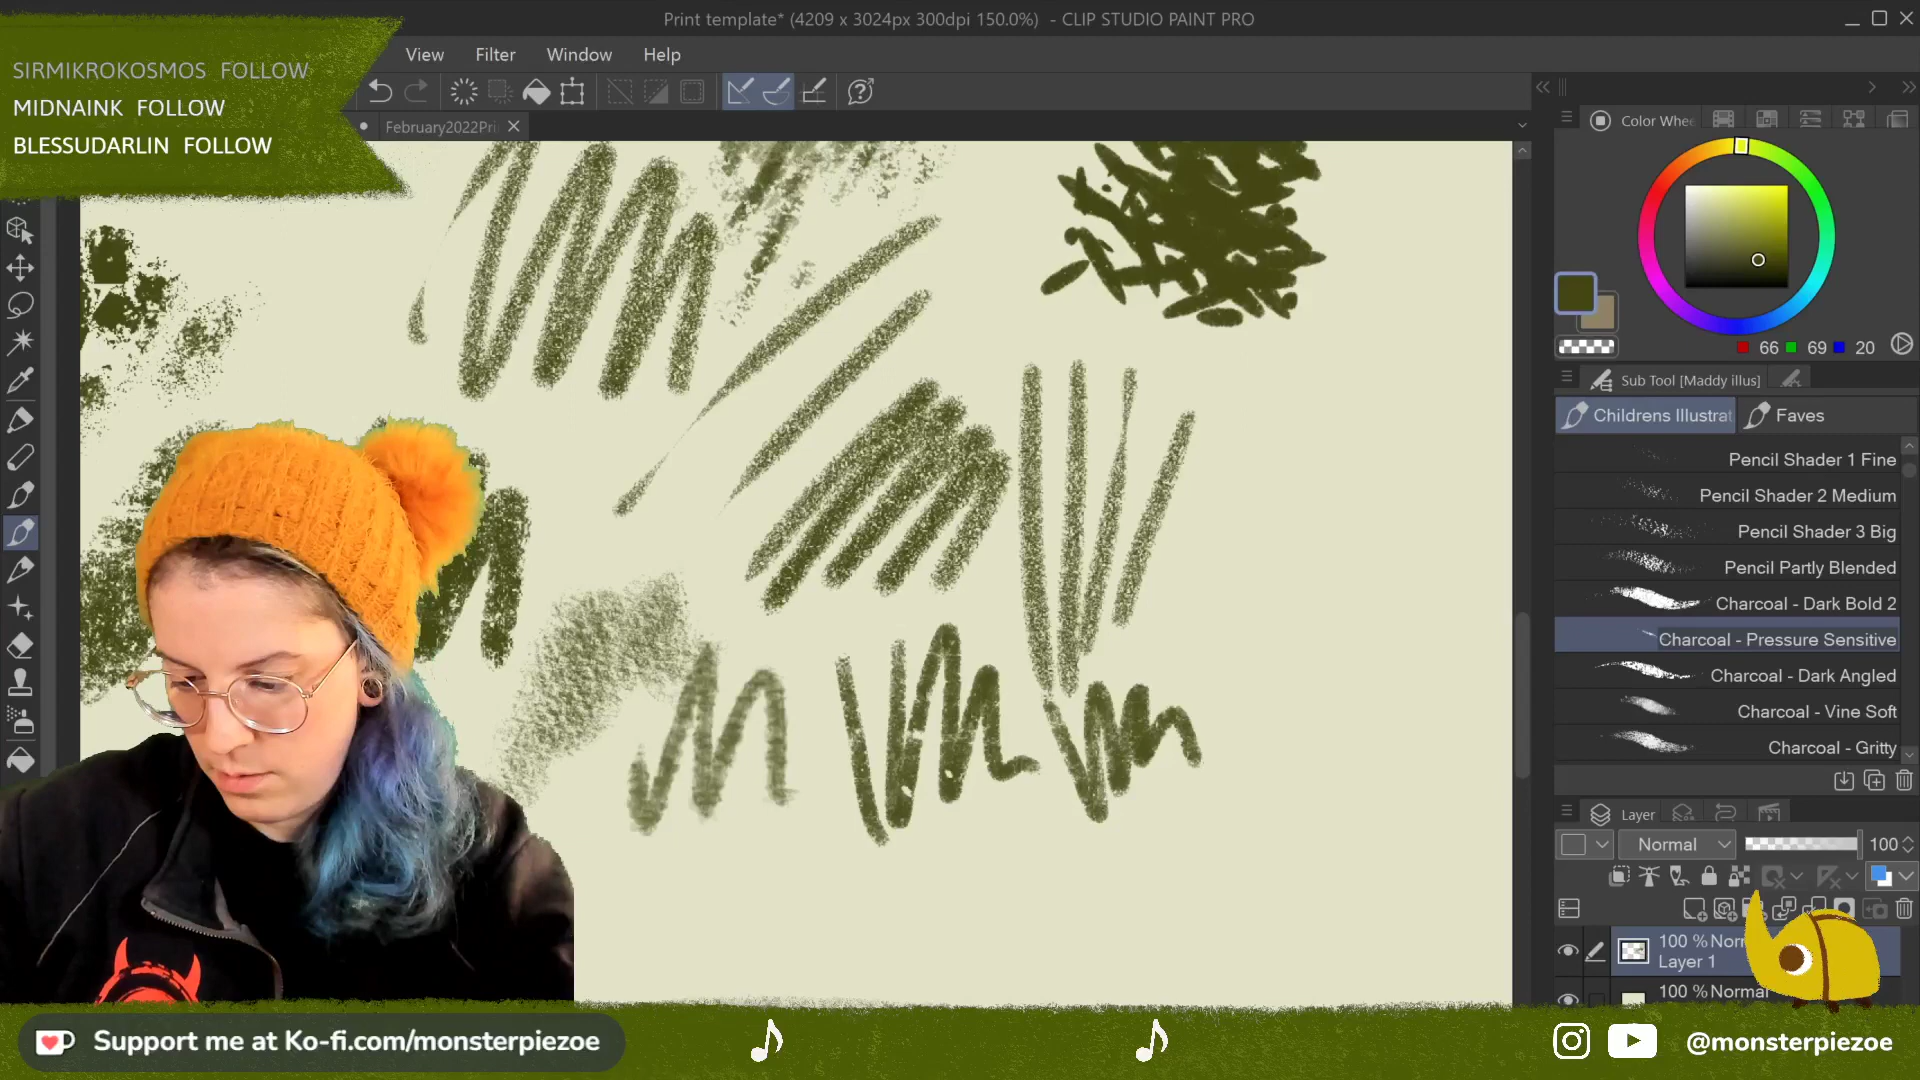 Print template* (4209 x 3024px 300dpi 150.0%)  - CLIP STUDIO PAINT PRO
SIRMIKROKOSMOS FOLLOW
MIDNAINK FOLLOW
BLESSUDARLIN FOLLOW
View Filter Window Help
February2022Pri
Color Whee
66 69 20
Sub Tool [Maddy illus]
Childrens Illustrat Faves
Pencil Shader 1 Fine
Pencil Shader 2 Medium
Pencil Shader 3 Big
Pencil Partly Blended
Charcoal - Dark Bold 2
Charcoal - Pressure Sensitive
Charcoal - Dark Angled
Charcoal - Vine Soft
Charcoal - Gritty
Layer
Normal 100
100 % Norm
Layer 1
100 % Normal
Support me at Ko-fi.com/monsterpiezoe
@monsterpiezoe